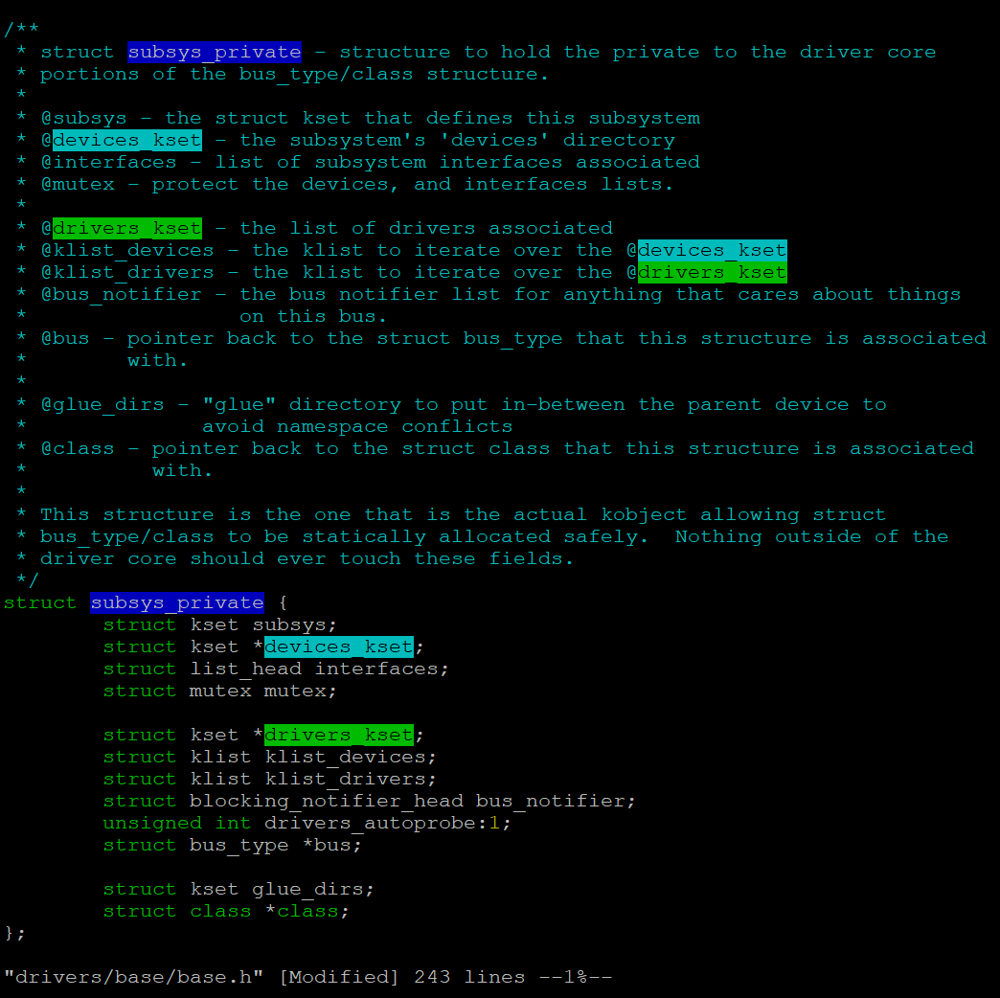 /**
 * struct subsys_private - structure to hold the private to the driver core
 * portions of the bus_type/class structure.
 *
 * @subsys - the struct kset that defines this subsystem
 * @devices_kset - the subsystem's 'devices' directory
 * @interfaces - list of subsystem interfaces associated
 * @mutex - protect the devices, and interfaces lists.
 *
 * @drivers_kset - the list of drivers associated
 * @klist_devices - the klist to iterate over the @devices_kset
 * @klist_drivers - the klist to iterate over the @drivers_kset
 * @bus_notifier - the bus notifier list for anything that cares about things
 *                 on this bus.
 * @bus - pointer back to the struct bus_type that this structure is associated
 *        with.
 *
 * @glue_dirs - "glue" directory to put in-between the parent device to
 *              avoid namespace conflicts
 * @class - pointer back to the struct class that this structure is associated
 *          with.
 *
 * This structure is the one that is the actual kobject allowing struct
 * bus_type/class to be statically allocated safely.  Nothing outside of the
 * driver core should ever touch these fields.
 */
struct subsys_private {
        struct kset subsys;
        struct kset *devices_kset;
        struct list_head interfaces;
        struct mutex mutex;

        struct kset *drivers_kset;
        struct klist klist_devices;
        struct klist klist_drivers;
        struct blocking_notifier_head bus_notifier;
        unsigned int drivers_autoprobe:1;
        struct bus_type *bus;

        struct kset glue_dirs;
        struct class *class;
};

"drivers/base/base.h" [Modified] 243 lines --1%--